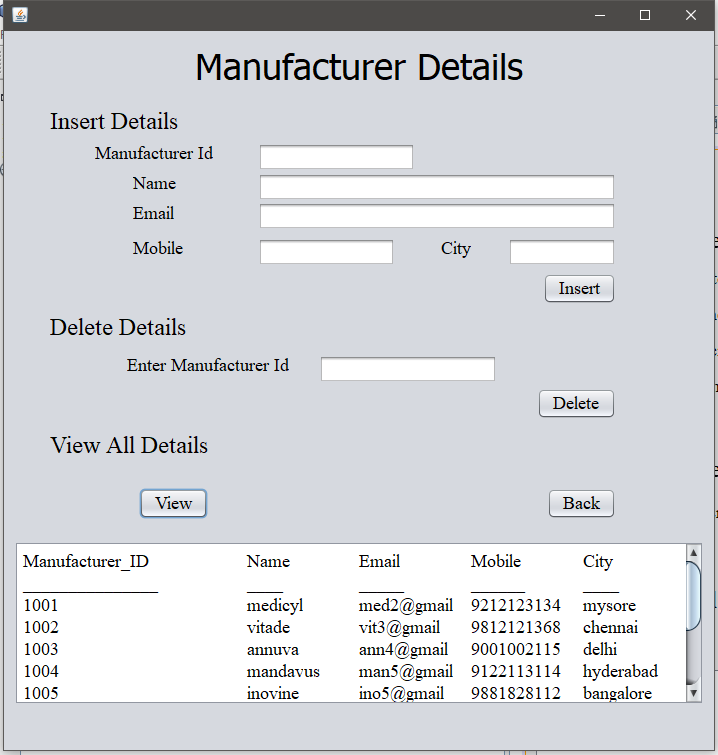 Manufacturer Details
Insert Details
Manufacturer Id
Name
Email
Mobile City
Insert
Delete Details
Enter Manufacturer Id
Delete
View All Details
View Back
Manufacturer_ID Name Email Mobile City
1001 medicyl med2@gmail 9212123134 mysore
1002 vitade vit3@gmail 9812121368 chennai
1003 annuva ann4@gmail 9001002115 delhi
1004 mandavus man5@gmail 9122113114 hyderabad
1005 inovine ino5@gmail 9881828112 bangalore